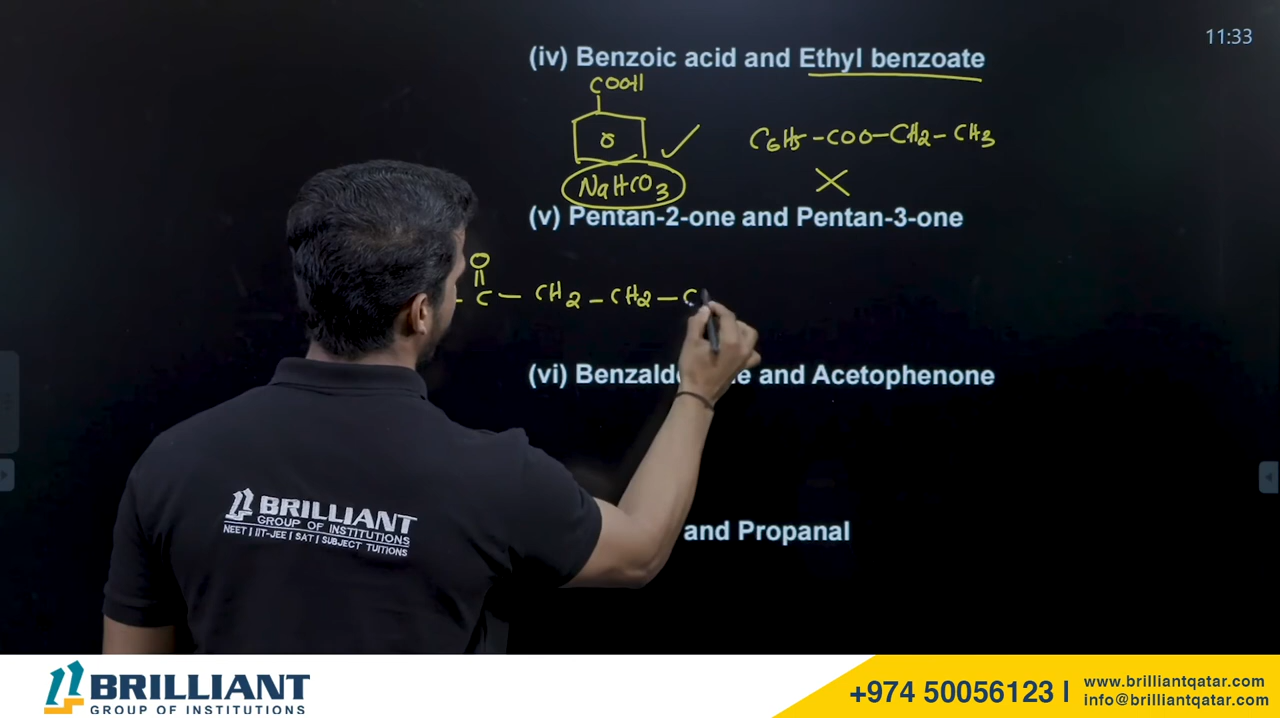 11:33
(iv) Benzoic acid and Ethyl benzoate
COOH
C6H5-COO-CH2-CH3
NaHCO3
(v) Pentan-2-one and Pentan-3-one
O
- C - CH2 - CH2 - C
(vi) and Acetophenone
and Propanal
BRILLIANT
GROUP OF INSTITUTIONS
NEET | IIT-JEE | SAT | SUBJECT TUITIONS
BRILLIANT
GROUP OF INSTITUTIONS
+974 50056123 |
www.brilliantqatar.com
info@brilliantqatar.com